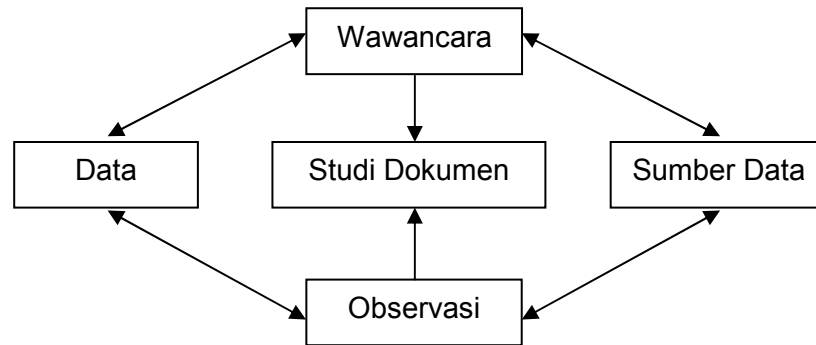 Wawancara
Data
Studi Dokumen
Sumber Data
Observasi